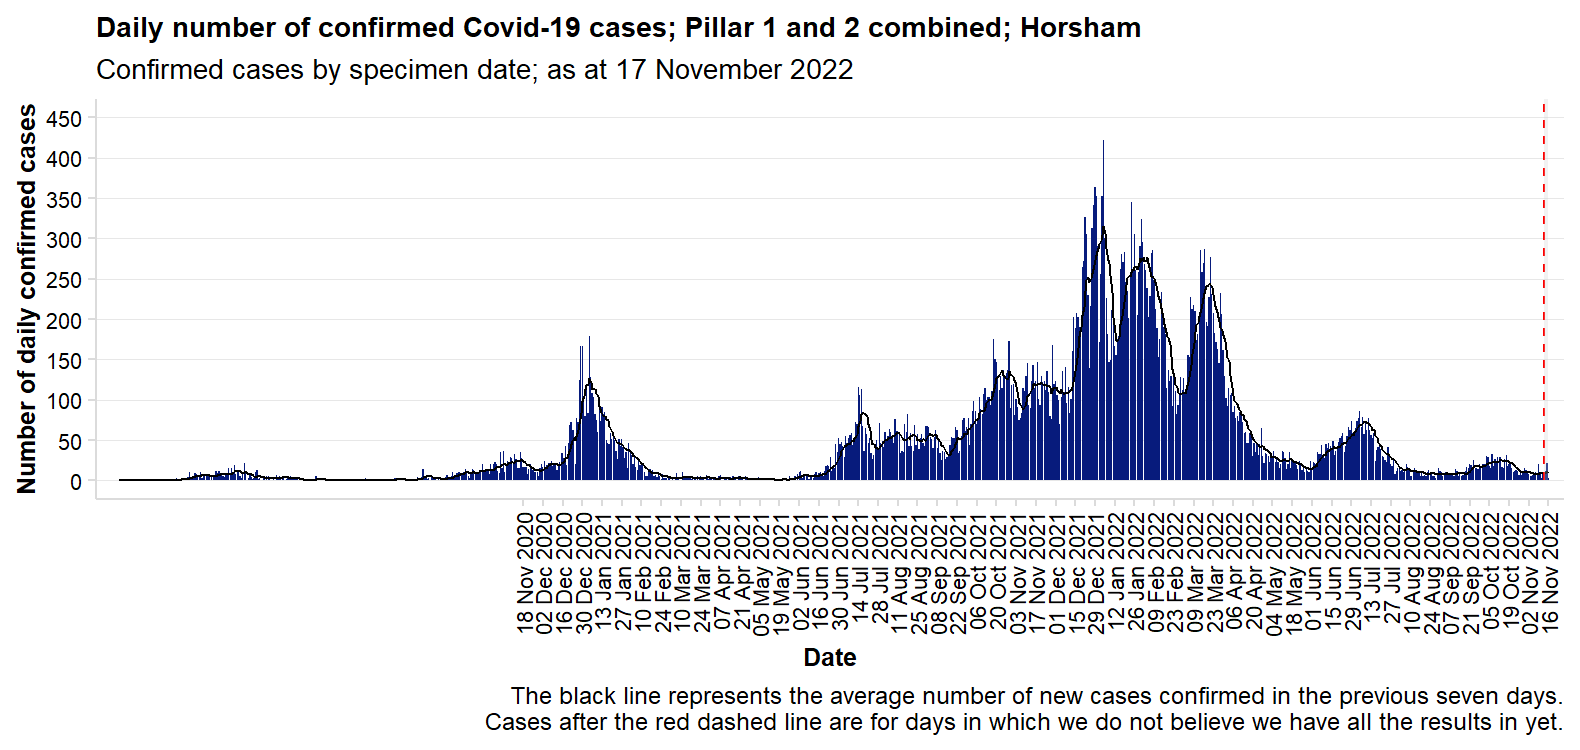 Daily number of confirmed Covid-19 cases; Pillar 1 and 2 combined; Horsham
Confirmed cases by specimen date; as at 17 November 2022
Number of daily confirmed cases
450
400
350
300
250
200
150
100
50
0
18 Nov 2020
02 Dec 2020
16 Dec 2020
30 Dec 2020
13 Jan 2021
27 Jan 2021
10 Feb 2021
24 Feb 2021
10 Mar 2021
24 Mar 2021
07 Apr 2021
21 Apr 2021
05 May 2021
19 May 2021
02 Jun 2021
16 Jun 2021
30 Jun 2021
14 Jul 2021
28 Jul 2021
11 Aug 2021
25 Aug 2021
08 Sep 2021
22 Sep 2021
06 Oct 2021
20 Oct 2021
03 Nov 2021
17 Nov 2021
01 Dec 2021
15 Dec 2021
29 Dec 2021
12 Jan 2022
26 Jan 2022
09 Feb 2022
23 Feb 2022
09 Mar 2022
23 Mar 2022
06 Apr 2022
20 Apr 2022
04 May 2022
18 May 2022
01 Jun 2022
15 Jun 2022
29 Jun 2022
13 Jul 2022
27 Jul 2022
10 Aug 2022
24 Aug 2022
07 Sep 2022
21 Sep 2022
05 Oct 2022
19 Oct 2022
02 Nov 2022
16 Nov 2022
Date
The black line represents the average number of new cases confirmed in the previous seven days.
Cases after the red dashed line are for days in which we do not believe we have all the results in yet.